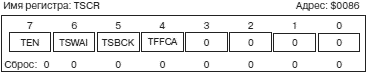 Имя регистра: TSCR Адрес: $0086
7 6 5 4 3 2 1 0
TEN TSWAI TSBCK TFFCA 0 0 0 0
Сброс: 0 0 0 0 0 0 0 0